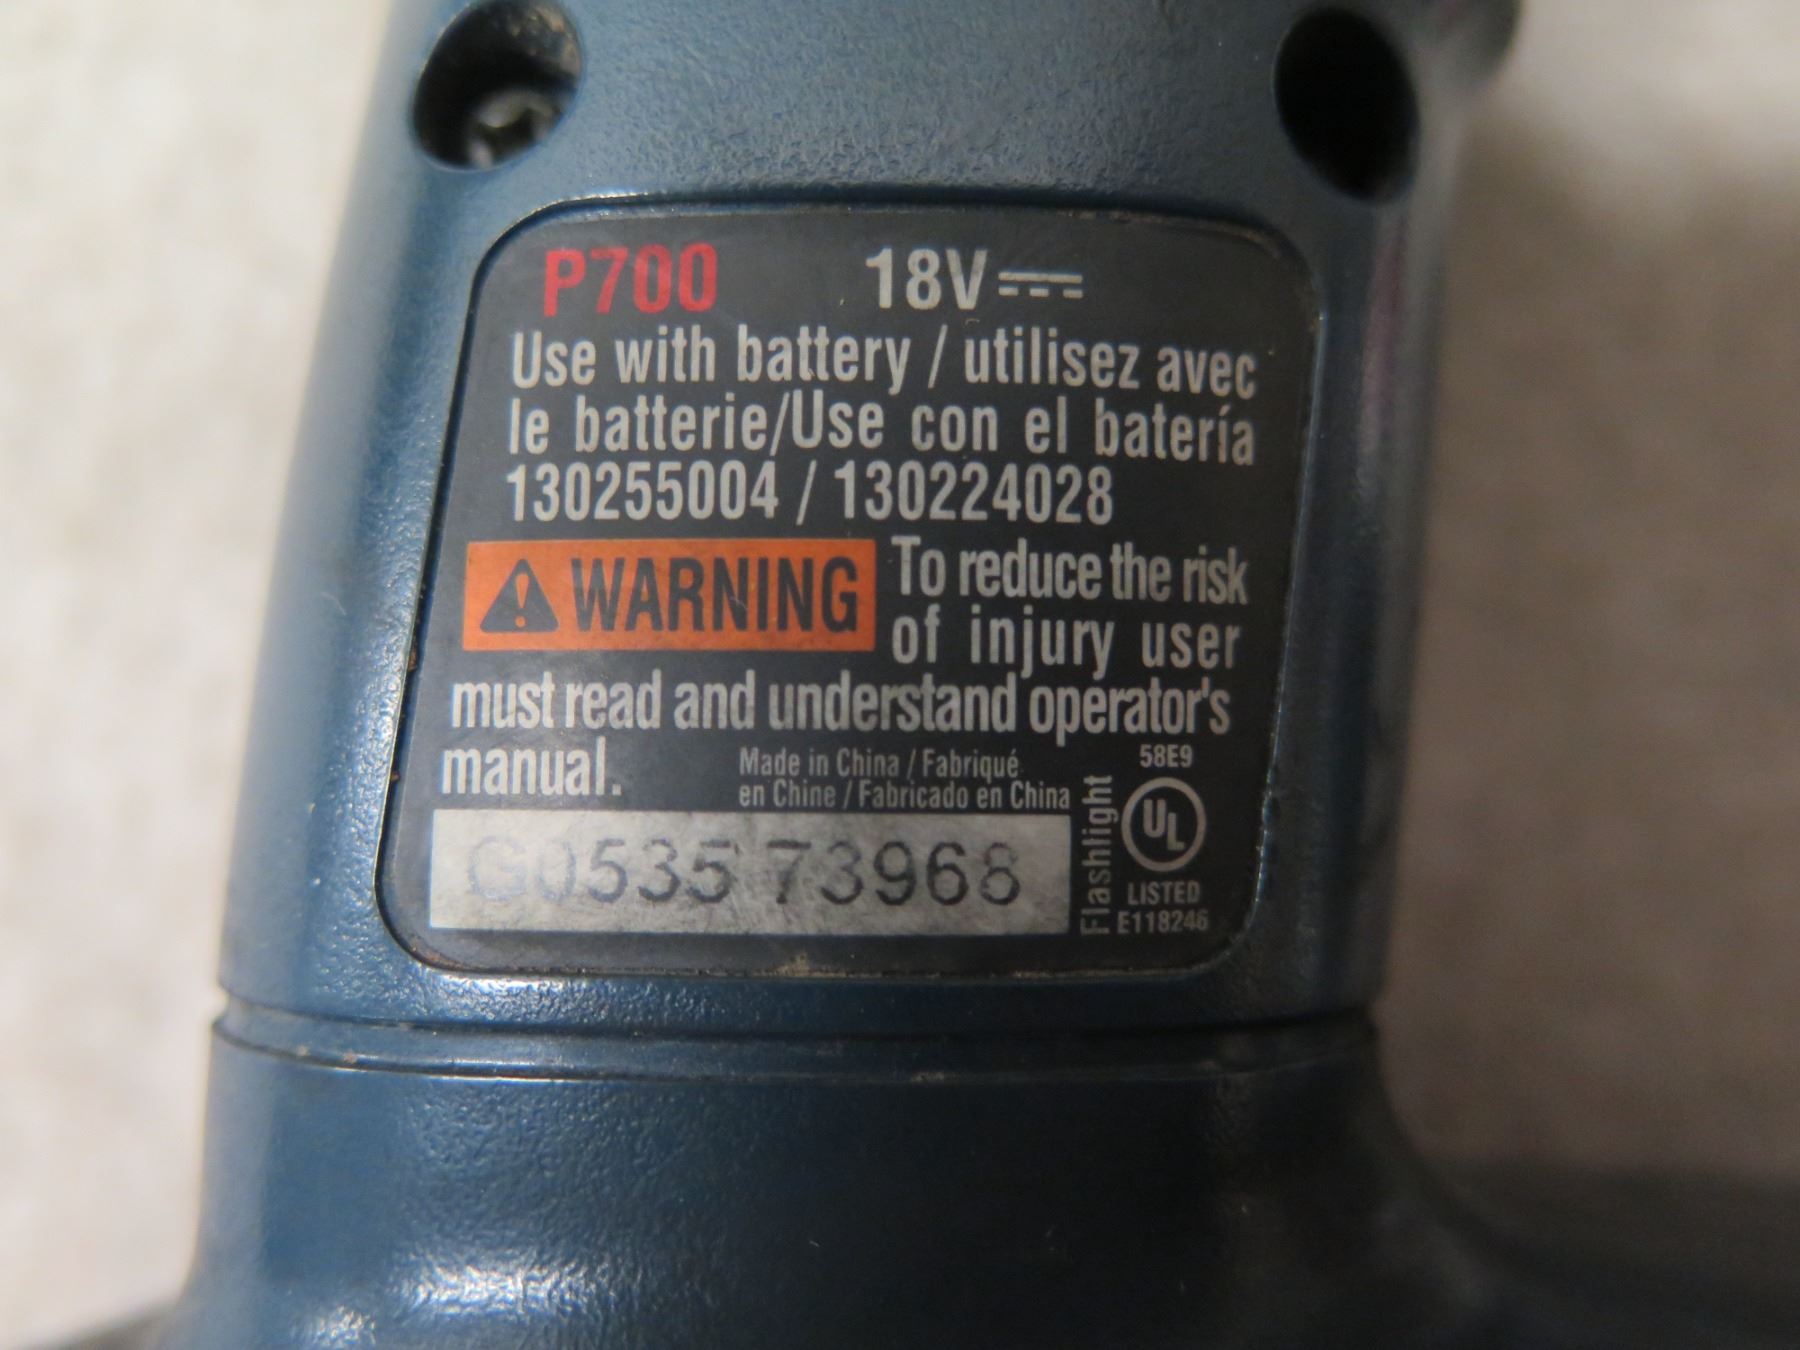 P700 18V
Use with battery / utilisez avec
le batterie/Use con el batería
130255004 / 130224028
WARNING To reduce the risk
of injury user
must read and understand operator's
manual.
Made in China / Fabriqué
en Chine / Fabricado en China
58E9
UL
LISTED
E118246
Flashlight
G0535 73968